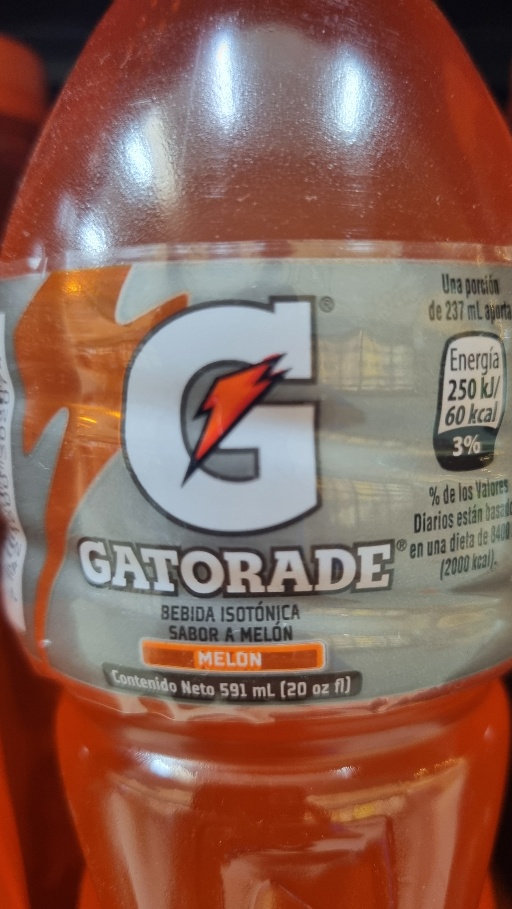 G®
GATORADE®
BEBIDA ISOTÓNICA
SABOR A MELÓN
MELÓN
Contenido Neto 591 mL (20 oz fl)
Una porción
de 237 mL aporta
Energía
250 kJ/
60 kcal
3%
% de los Valores
Diarios están basados
en una dieta de 8400
(2000 kcal).